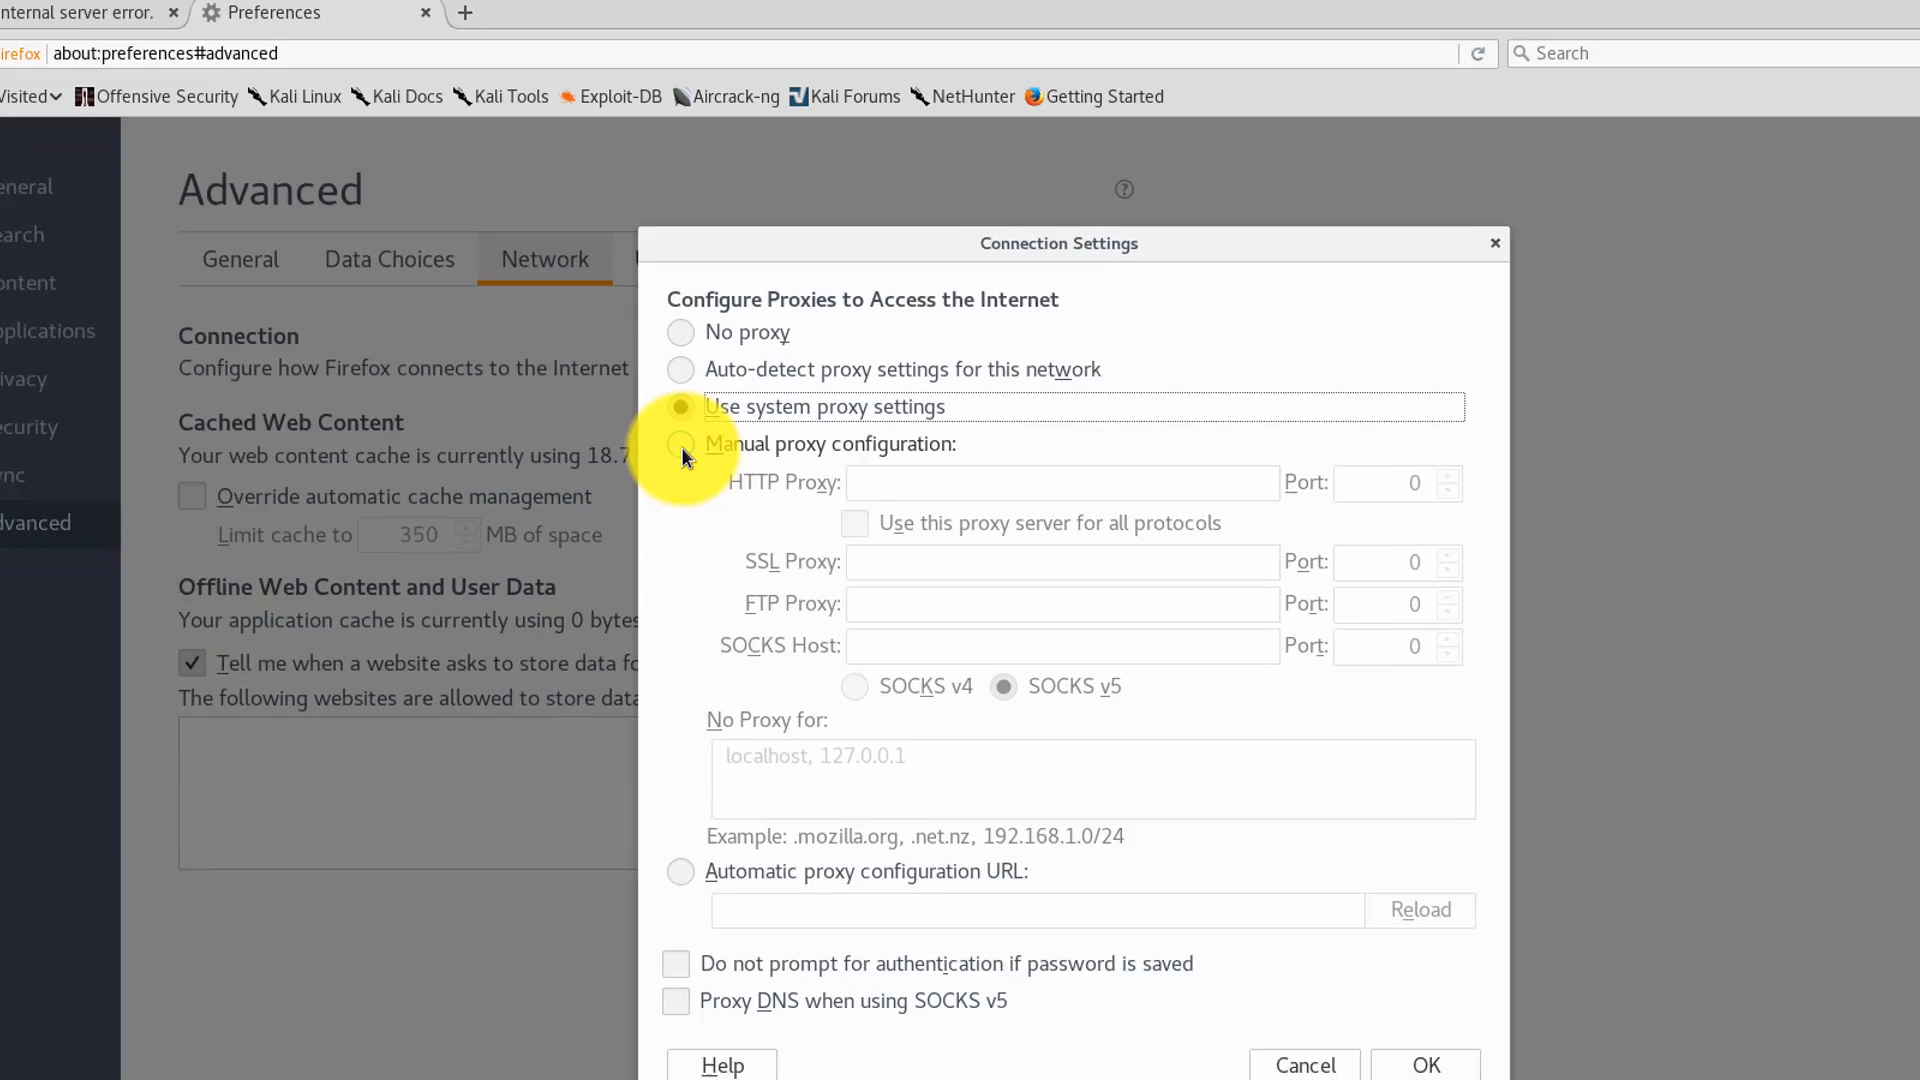 nternal server error. × Preferences × +
irefox about:preferences#advanced Search
Visited Offensive Security Kali Linux Kali Docs Kali Tools Exploit-DB Aircrack-ng Kali Forums NetHunter Getting Started
eneral
earch
ontent
pplications
ivacy
ecurity
ync
dvanced
Advanced ?
General Data Choices Network
Connection
Configure how Firefox connects to the Internet
Cached Web Content
Your web content cache is currently using 18.7
Override automatic cache management
Limit cache to 350 MB of space
Offline Web Content and User Data
Your application cache is currently using 0 bytes
Tell me when a website asks to store data fo
The following websites are allowed to store data
Connection Settings ×
Configure Proxies to Access the Internet
No proxy
Auto-detect proxy settings for this network
Use system proxy settings
Manual proxy configuration:
HTTP Proxy: Port: 0
Use this proxy server for all protocols
SSL Proxy: Port: 0
FTP Proxy: Port: 0
SOCKS Host: Port: 0
SOCKS v4 SOCKS v5
No Proxy for:
localhost, 127.0.0.1
Example: .mozilla.org, .net.nz, 192.168.1.0/24
Automatic proxy configuration URL:
Reload
Do not prompt for authentication if password is saved
Proxy DNS when using SOCKS v5
Help Cancel OK